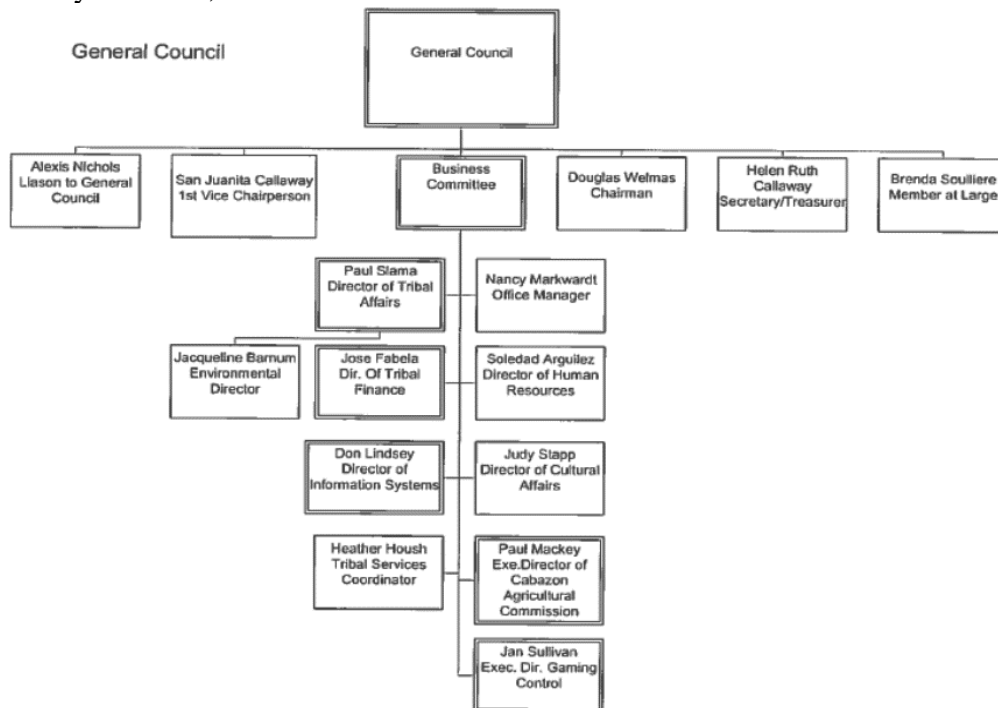 General Council
General Council
Alexis Nichols
Liason to General
Council
San Juanita Callaway
1st Vice Chairperson
Business
Committee
Douglas Welmas
Chairman
Helen Ruth
Callaway
Secretary/Treasurer
Brenda Soulliere
Member at Large
Paul Slama
Director of Tribal
Affairs
Nancy Markwardt
Office Manager
Jacqueline Barnum
Environmental
Director
Jose Fabela
Dir. Of Tribal
Finance
Soledad Arguilez
Director of Human
Resources
Don Lindsey
Director of
Information Systems
Judy Stapp
Director of Cultural
Affairs
Heather Housh
Tribal Services
Coordinator
Paul Mackey
Exe.Director of
Cabazon
Agricultural
Commission
Jan Sullivan
Exec. Dir. Gaming
Control